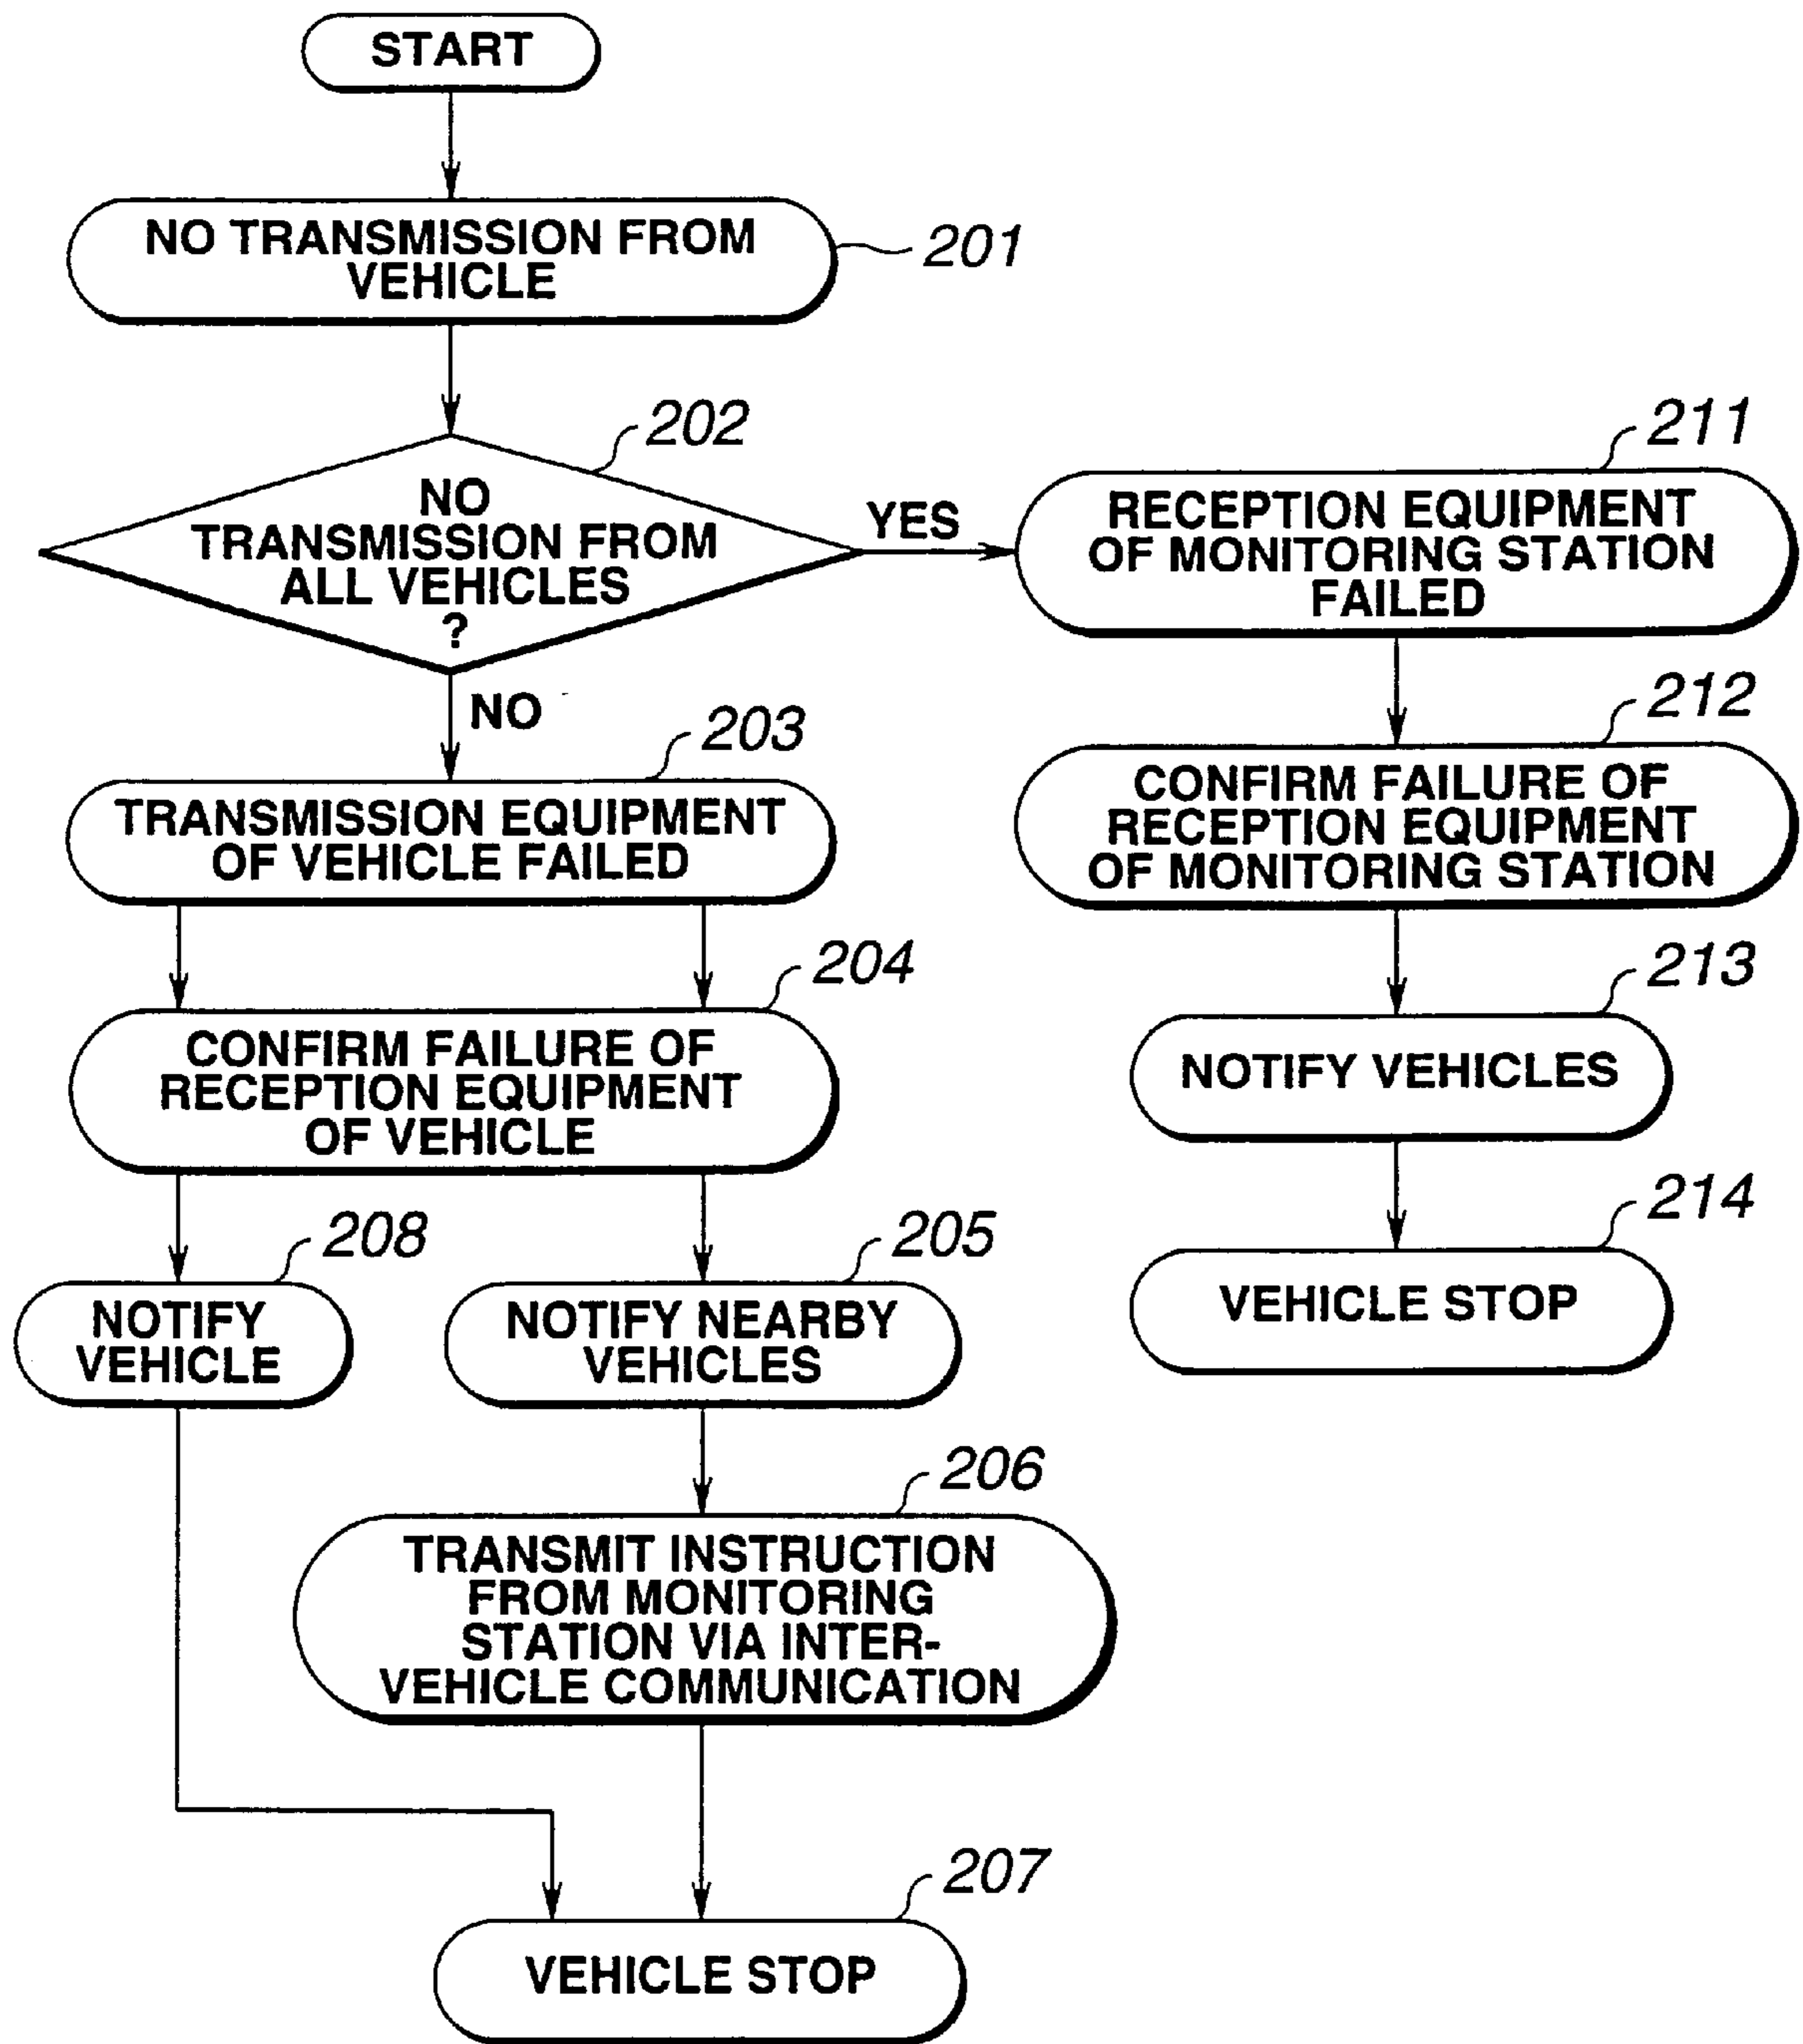 START
NO TRANSMISSION FROM
VEHICLE
201
202
NO
TRANSMISSION FROM
ALL VEHICLES
?
YES
NO
203
TRANSMISSION EQUIPMENT
OF VEHICLE FAILED
204
CONFIRM FAILURE OF
RECEPTION EQUIPMENT
OF VEHICLE
208
NOTIFY
VEHICLE
205
NOTIFY NEARBY
VEHICLES
206
TRANSMIT INSTRUCTION
FROM MONITORING
STATION VIA INTER-
VEHICLE COMMUNICATION
207
VEHICLE STOP
211
RECEPTION EQUIPMENT
OF MONITORING STATION
FAILED
212
CONFIRM FAILURE OF
RECEPTION EQUIPMENT
OF MONITORING STATION
213
NOTIFY VEHICLES
214
VEHICLE STOP